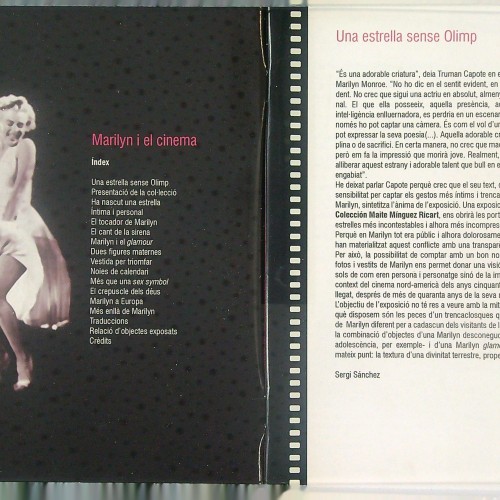 Marilyn i el cinema
Índex
Una estrella sense Olimp
Presentació de la col·lecció
Ha nascut una estrella
Íntima i personal
El tocador de Marilyn
El cant de la sirena
Marilyn i el glamour
Dues figures maternes
Vestida per triomfar
Noies de calendari
Més que una sex symbol
El crepuscle dels déus
Marilyn a Europa
Més enllà de Marilyn
Traduccions
Relació d'objectes exposats
Crèdits
Una estrella sense Olimp
"És una adorable criatura", deia Truman Capote en e
Marilyn Monroe. "No ho dic en el sentit evident, en
dent. No crec que sigui una actriu en absolut, almeny
nal. El que ella posseeix, aquella presència, a
intel·ligència enlluernadora, es perdria en un escenar
només ho pot captar una càmera. És com el vol d'un
pot expressar la seva poesia(...). Aquella adorable cr
plina o de sacrifici. En certa manera, no crec que ma
però em fa la impressió que morirà jove. Realment,
alliberar aquest estrany i adorable talent que bull en e
engabiat".
He deixat parlar Capote perquè crec que el seu text,
sensibilitat per captar els gestos més íntims i trenca
Marilyn, sintetitza l'ànima de l'exposició. Una exposi
Colección Maite Mínguez Ricart, ens obrirà les port
estrelles més incontestables i alhora més incompres
Perquè en Marilyn tot era públic i alhora dolorosame
han materialitzat aquest conflicte amb una transpar
Per això, la possibilitat de comptar amb un bon no
fotos i vestits de Marilyn ens permet donar una visió
sols de com eren persona i personatge sinó de la im
context del cinema nord-americà dels anys cinquant
llegat, després de més de quaranta anys de la seva
L'objectiu de l'exposició no té res a veure amb la mit
què disposem són les peces d'un trencaclosques q
de Marilyn diferent per a cadascun dels visitants de l
la combinació d'objectes d'una Marilyn desconeguc
adolescència, per exemple- i d'una Marilyn glam
mateix punt: la textura d'una divinitat terrestre, prope
Sergi Sánchez